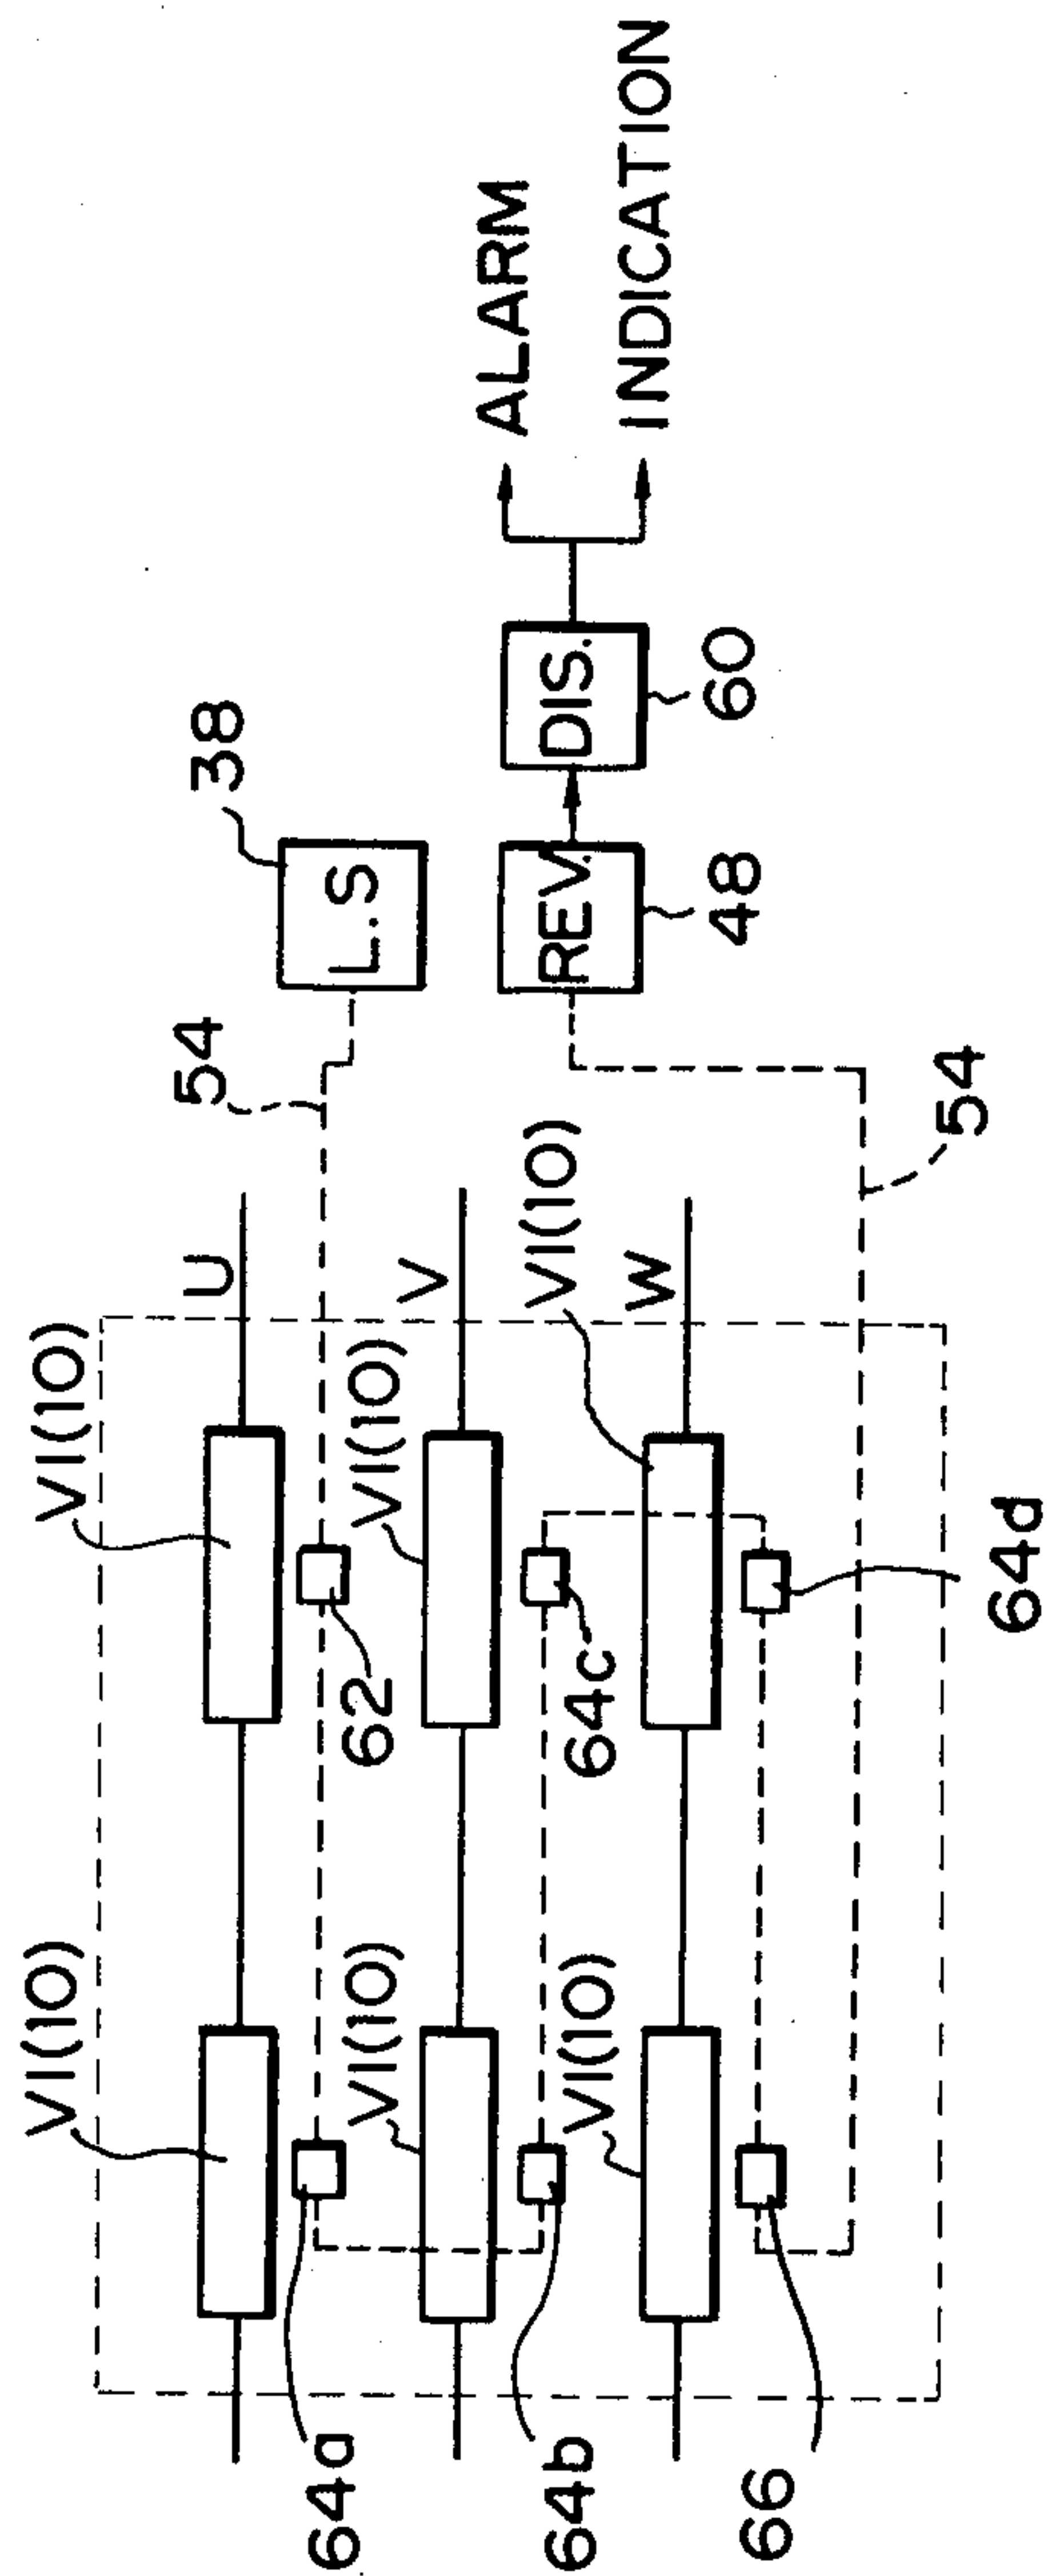 VI(10)
VI(10)
U
54
38
L.S
ALARM
INDICATION
64a
62
VI(10)
VI(10)
V
REV.
DIS.
48
60
64b
64c
VI(10)
VI(10)
W
54
66
64d